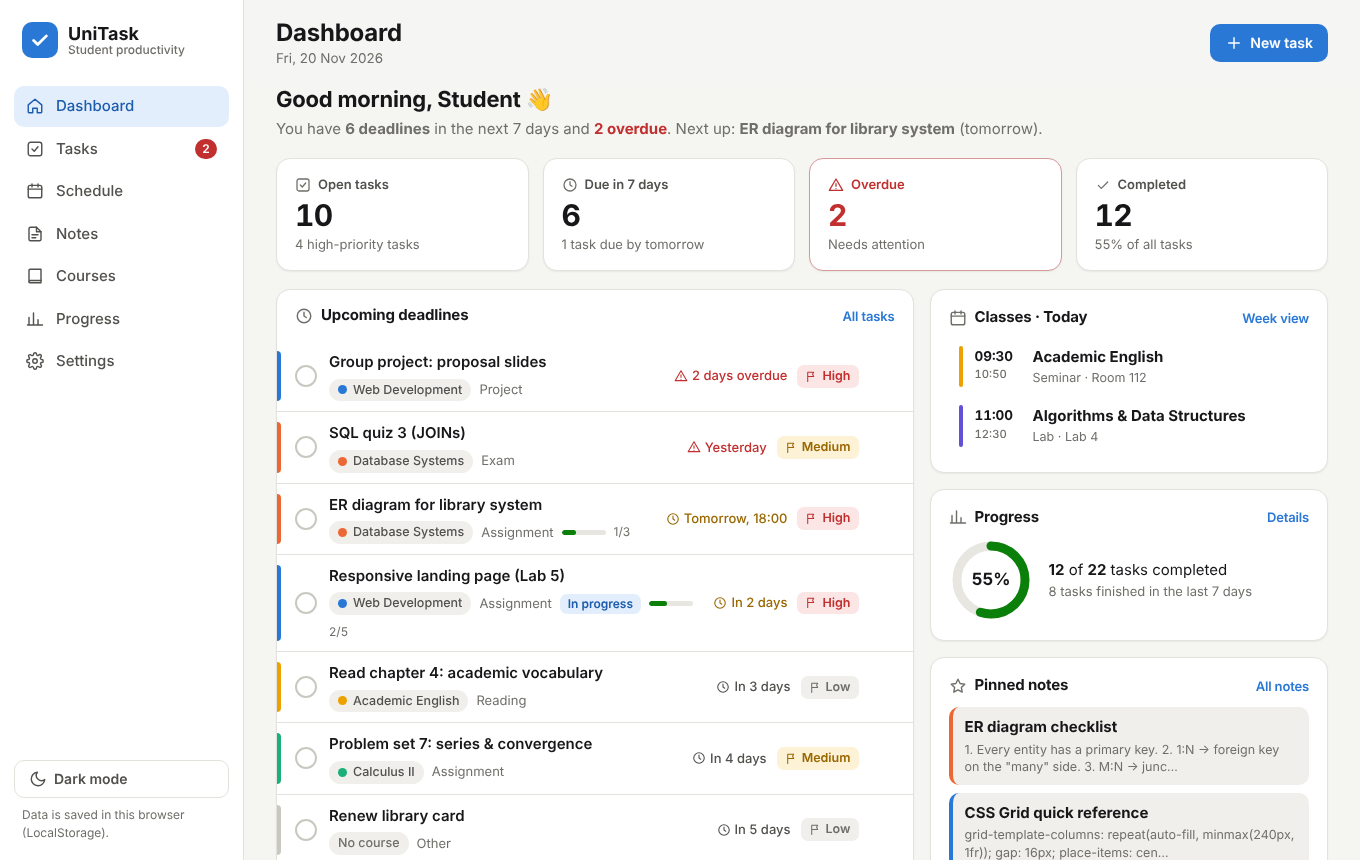 UniTask
Student productivity
Dashboard
Tasks
2
Schedule
Notes
Courses
Progress
Settings
Dark mode
Data is saved in this browser
(LocalStorage).
Dashboard
Fri, 20 Nov 2026
New task
Good morning, Student 👋
You have 6 deadlines in the next 7 days and 2 overdue. Next up: ER diagram for library system (tomorrow).
Open tasks
10
4 high-priority tasks
Due in 7 days
6
1 task due by tomorrow
Overdue
2
Needs attention
Completed
12
55% of all tasks
Upcoming deadlines
All tasks
Group project: proposal slides
Web Development Project
2 days overdue High
SQL quiz 3 (JOINs)
Database Systems Exam
Yesterday Medium
ER diagram for library system
Database Systems Assignment 1/3
Tomorrow, 18:00 High
Responsive landing page (Lab 5)
Web Development Assignment In progress
2/5
In 2 days High
Read chapter 4: academic vocabulary
Academic English Reading
In 3 days Low
Problem set 7: series & convergence
Calculus II Assignment
In 4 days Medium
Renew library card
No course Other
In 5 days Low
Classes · Today
Week view
09:30 Academic English
10:50 Seminar · Room 112
11:00 Algorithms & Data Structures
12:30 Lab · Lab 4
Progress
Details
55%
12 of 22 tasks completed
8 tasks finished in the last 7 days
Pinned notes
All notes
ER diagram checklist
1. Every entity has a primary key. 2. 1:N → foreign key
on the "many" side. 3. M:N → junc...
CSS Grid quick reference
grid-template-columns: repeat(auto-fill, minmax(240px,
1fr)); gap: 16px; place-items: cen...